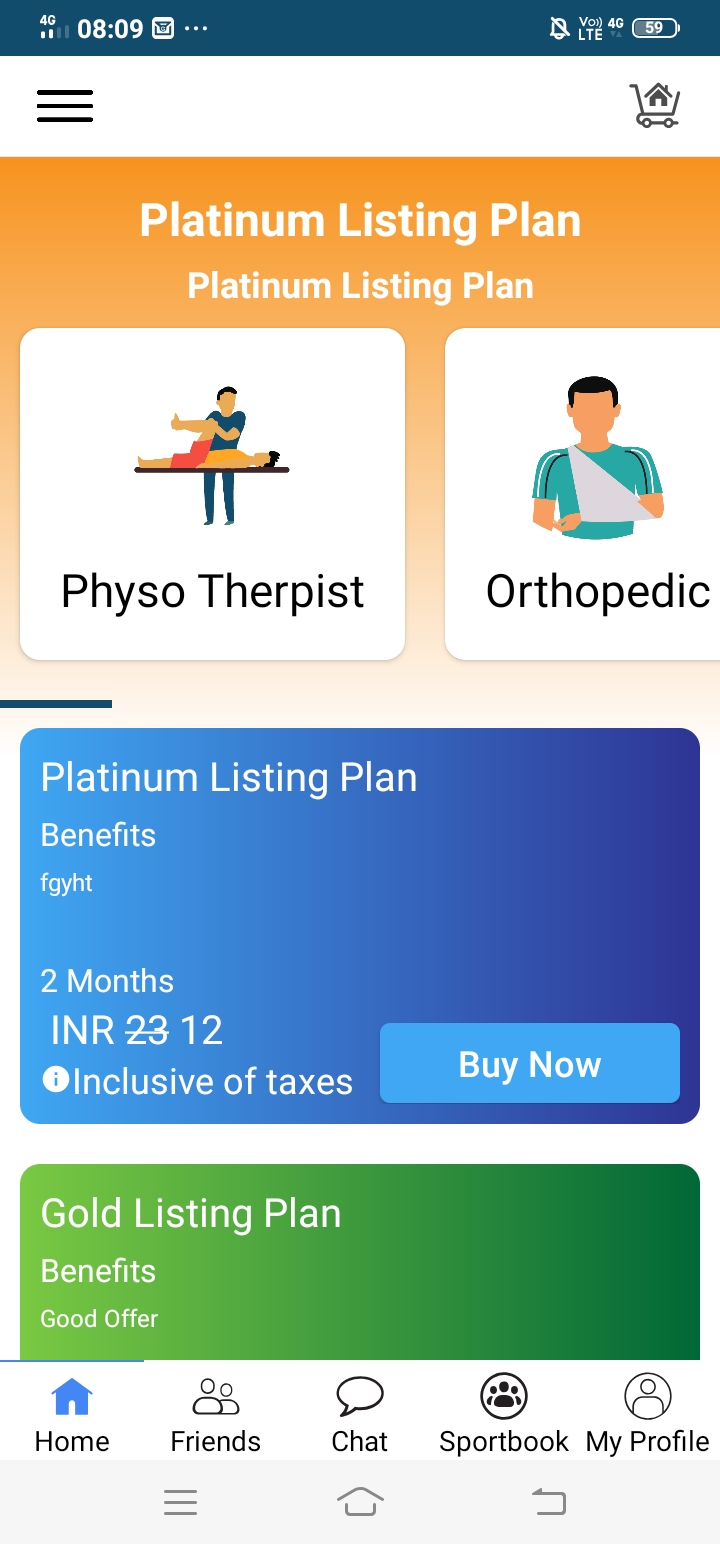 4G 08:09 Vo)) LTE 4G 59
Platinum Listing Plan
Platinum Listing Plan
Physo Therpist
Orthopedic
Platinum Listing Plan
Benefits
fgyht
2 Months
INR 23 12
Inclusive of taxes
Buy Now
Gold Listing Plan
Benefits
Good Offer
Home Friends Chat Sportbook My Profile